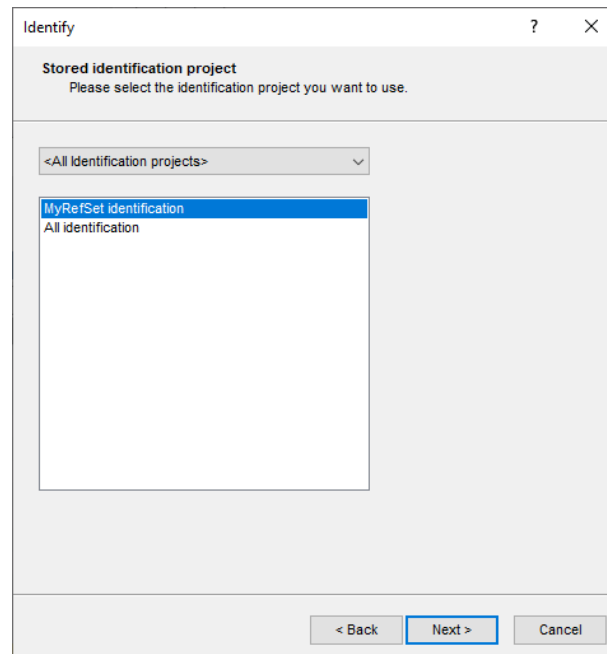 Identify
?
Stored identification project
Please select the identification project you want to use.
<All Identification projects>
MyRefSet identification
All identification
< Back
Next >
Cancel